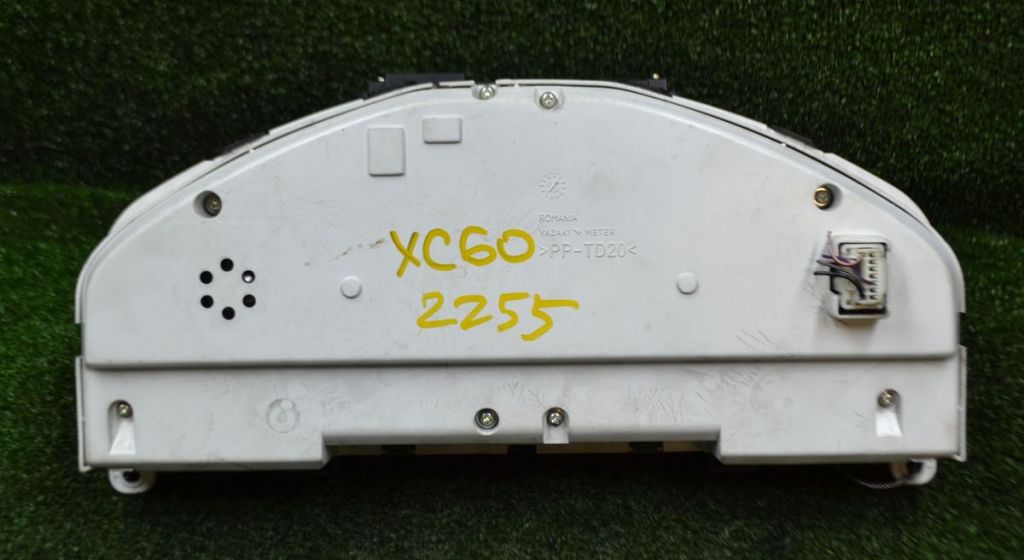 ROMANIA
YAZAKI METER
>PP-TD20<
XC60
2255